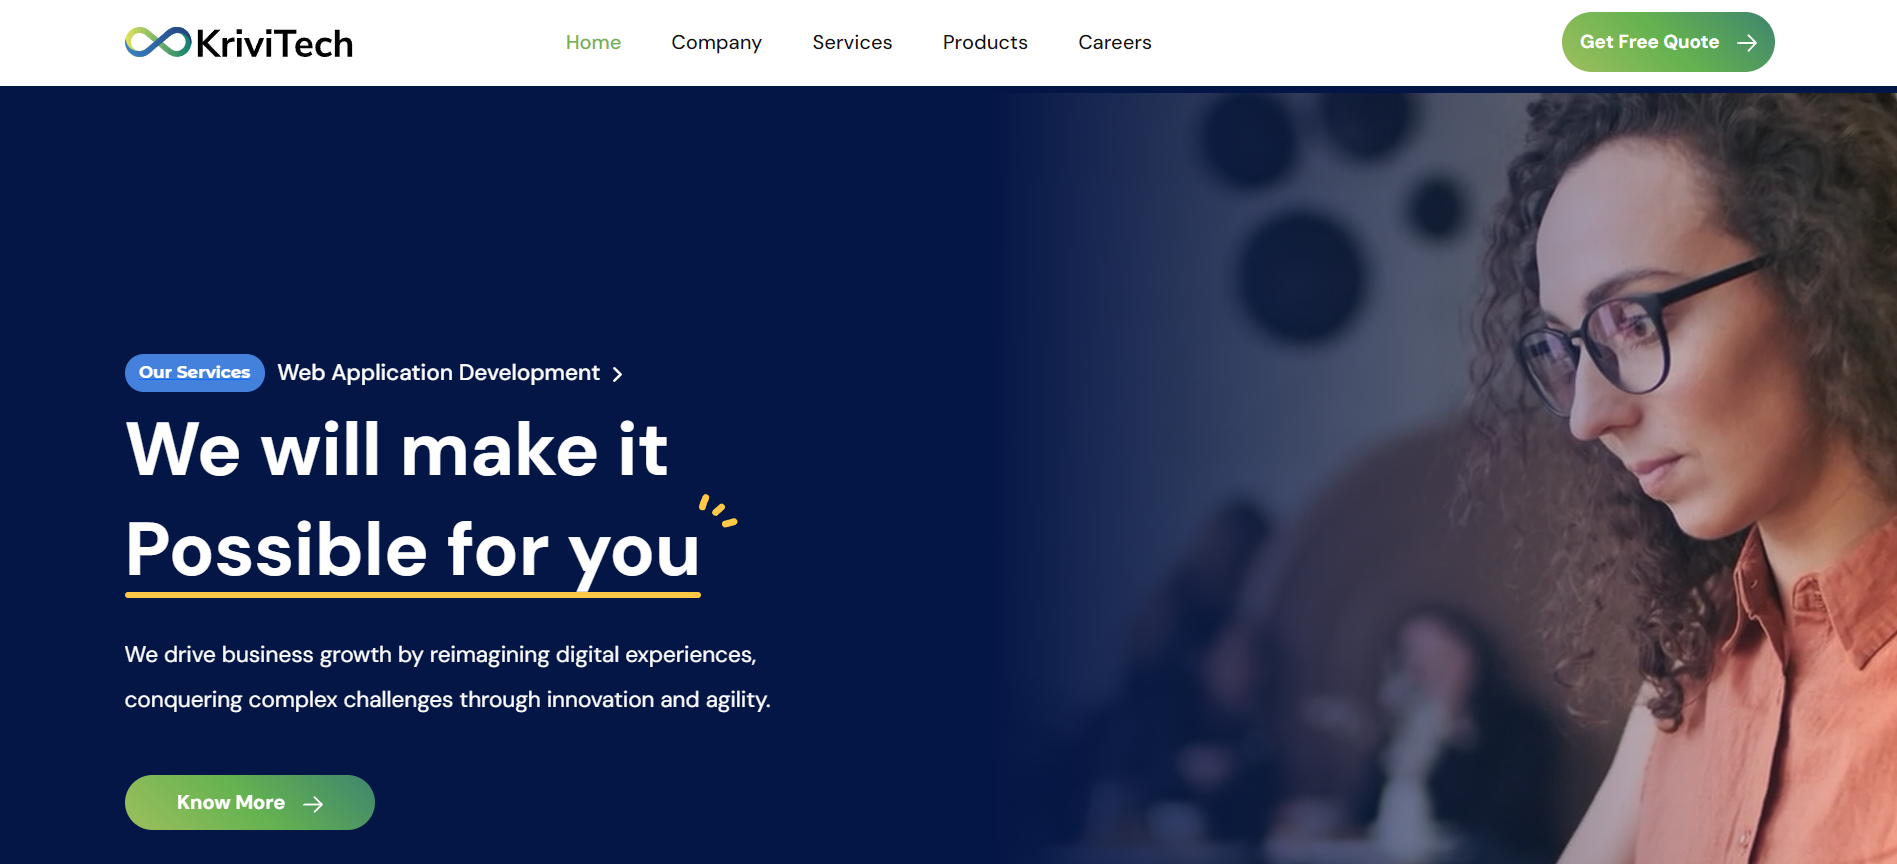 KriviTech
Home Company Services Products Careers
Get Free Quote
Our Services Web Application Development
We will make it
Possible for you
We drive business growth by reimagining digital experiences,
conquering complex challenges through innovation and agility.
Know More